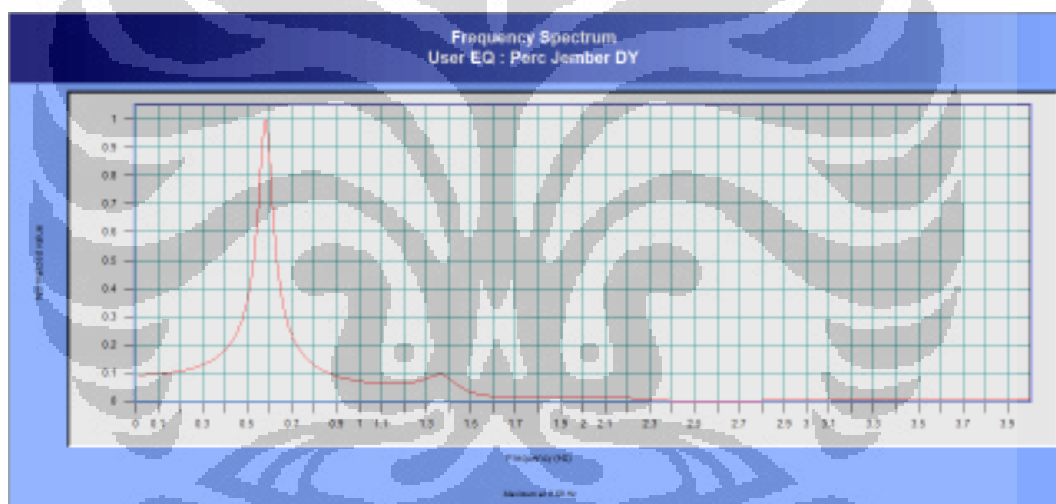 Frequency Spectrum
User EQ : Perc Jember DY
1
0.9
0.8
0.7
0.6
0.5
0.4
0.3
0.2
0.1
0
0 0.1 0.3 0.5 0.7 0.9 1 1.1 1.3 1.5 1.7 1.9 2 2.1 2.3 2.5 2.7 2.9 3 3.1 3.3 3.5 3.7 3.9
Frequency (Hz)